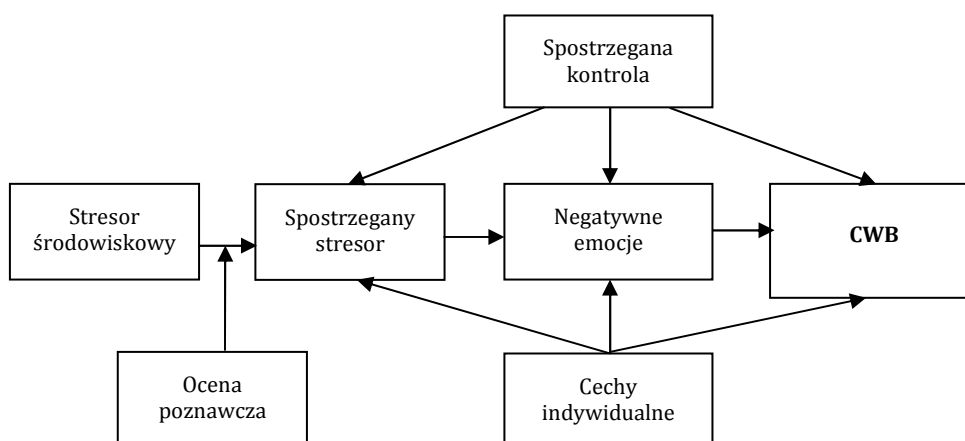 Spostrzegana
kontrola
Stresor
środowiskowy
Spostrzegany
stresor
Negatywne
emocje
CWB
Ocena
poznawcza
Cechy
indywidualne